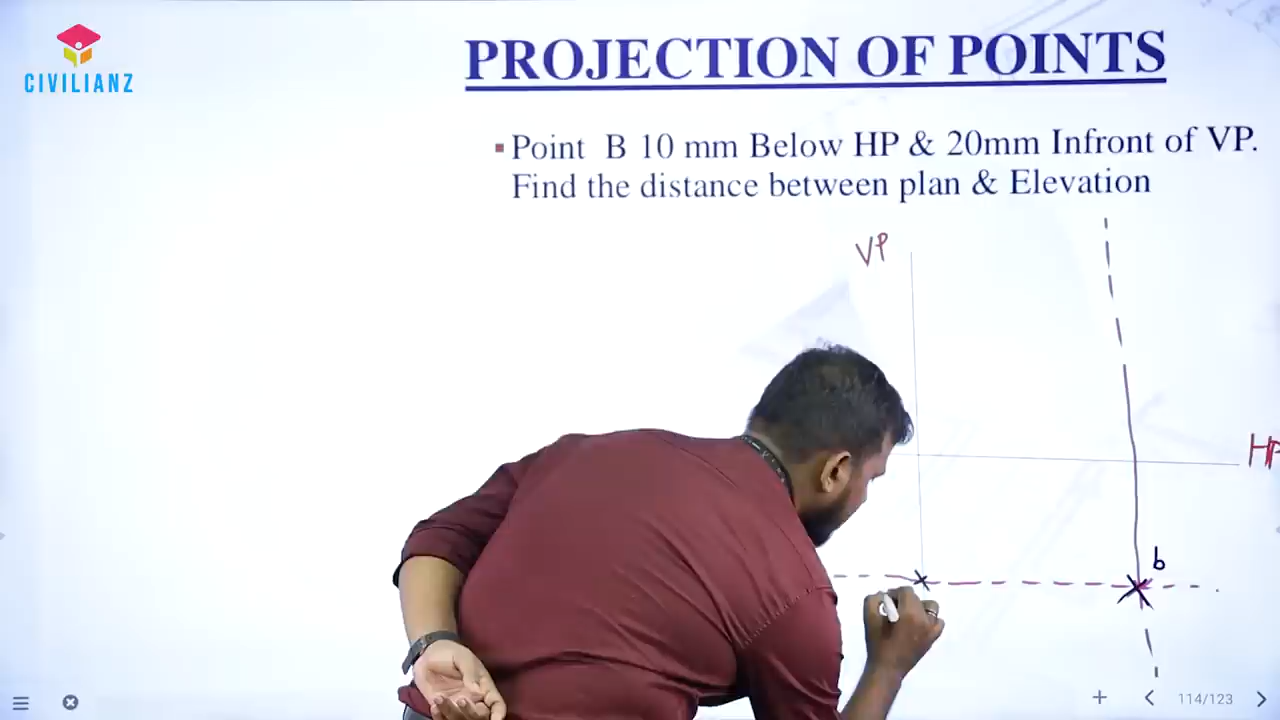 CIVILIANZ
PROJECTION OF POINTS
▪Point B 10 mm Below HP & 20mm Infront of VP.
Find the distance between plan & Elevation
VP
HP
b
114/123